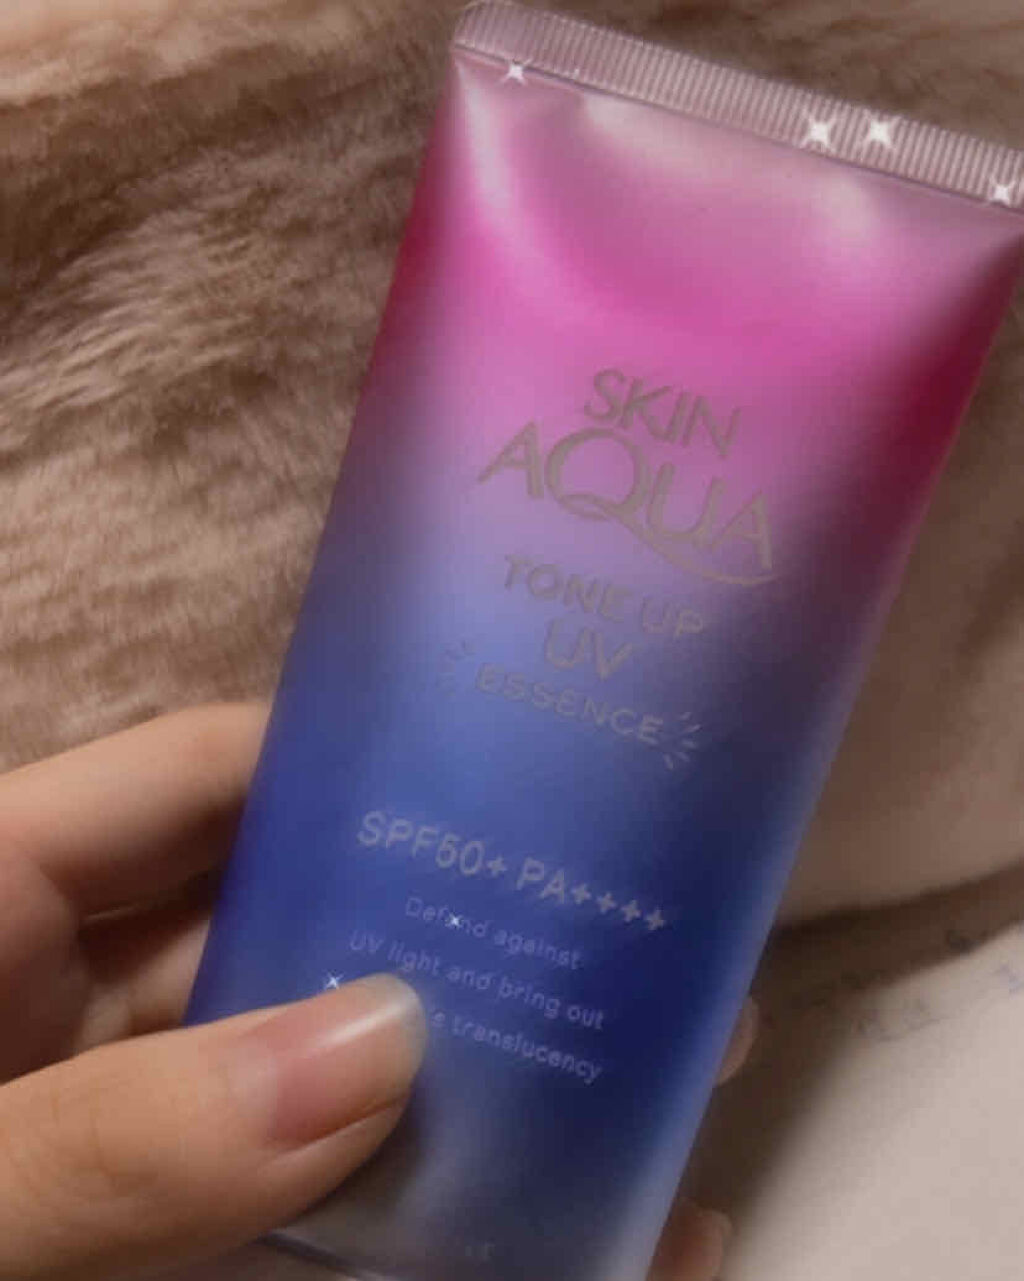 SKIN
AQUA
TONE UP
UV
ESSENCE
SPF50+ PA++++
Defend against
UV light and bring out
translucency